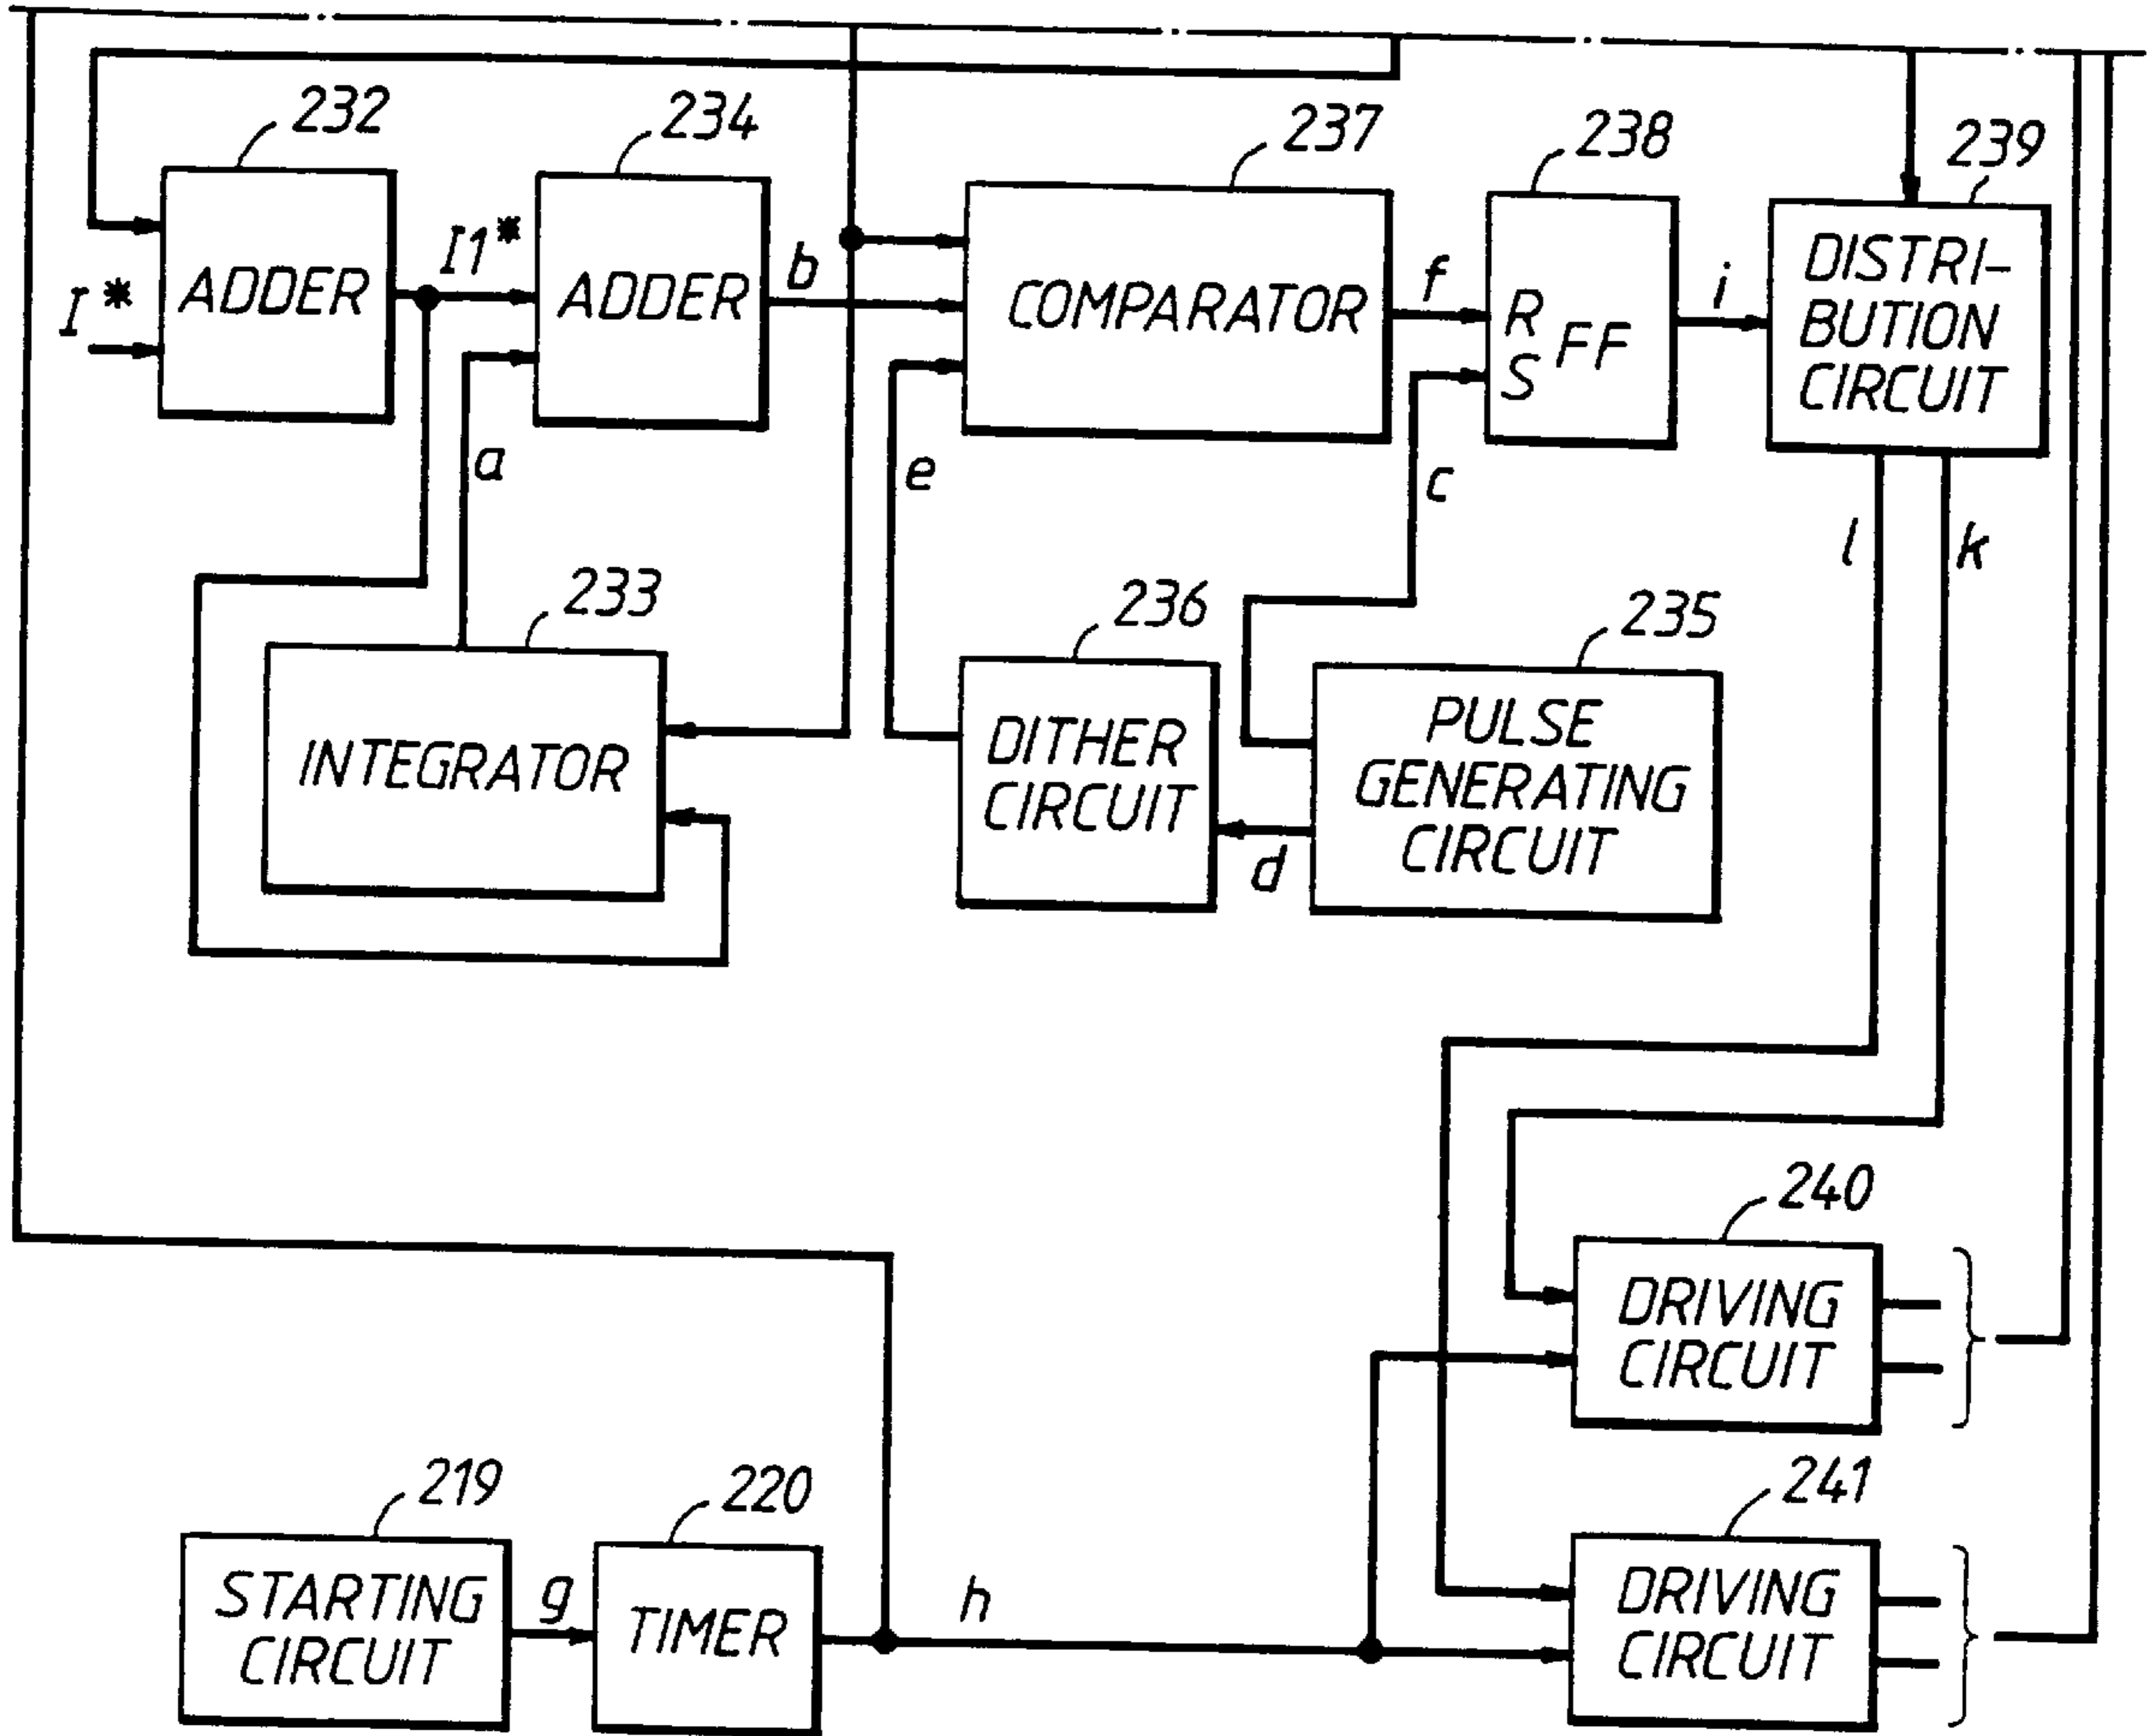 232
234
237
238
239
I1*
I*
ADDER
ADDER
b
COMPARATOR
f
R
S
FF
i
DISTRI-
BUTION
CIRCUIT
a
e
c
l
k
233
236
235
INTEGRATOR
DITHER
CIRCUIT
PULSE
GENERATING
CIRCUIT
d
240
DRIVING
CIRCUIT
219
220
241
STARTING
CIRCUIT
g
TIMER
h
DRIVING
CIRCUIT